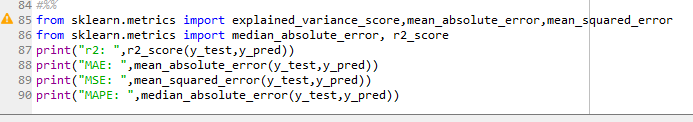 84
#%%
85 from sklearn.metrics import explained_variance_score,mean_absolute_error,mean_squared_error
86 from sklearn.metrics import median_absolute_error, r2_score
87 print("r2: ",r2_score(y_test,y_pred))
88 print("MAE: ",mean_absolute_error(y_test,y_pred))
89 print("MSE: ",mean_squared_error(y_test,y_pred))
90 print("MAPE: ",median_absolute_error(y_test,y_pred))